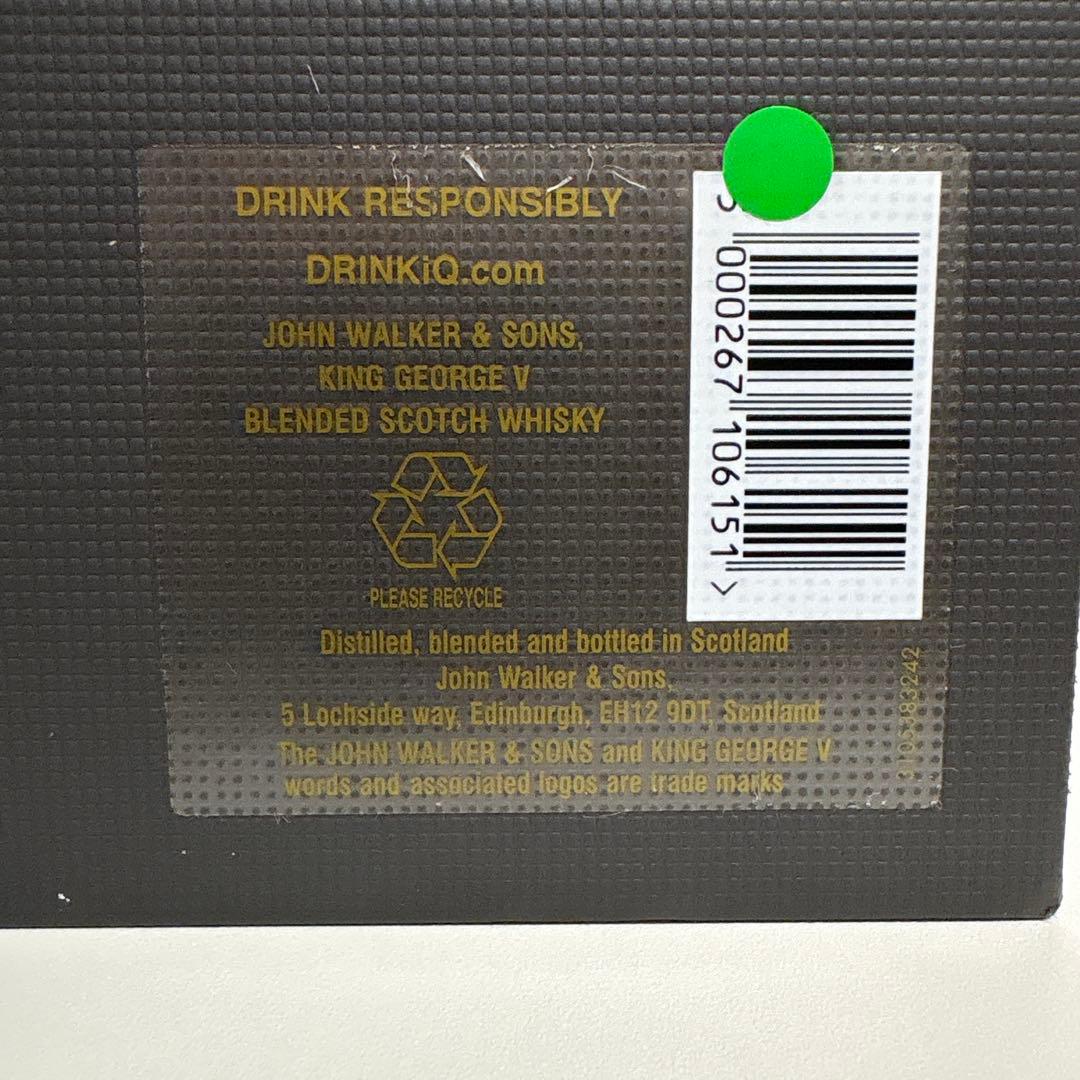 DRINK RESPONSIBLY
DRINKiQ.com
JOHN WALKER & SONS,
KING GEORGE V
BLENDED SCOTCH WHISKY
PLEASE RECYCLE
5 000267 106151 >
Distilled, blended and bottled in Scotland
John Walker & Sons,
5 Lochside way, Edinburgh, EH12 9DT, Scotland
The JOHN WALKER & SONS and KING GEORGE V
words and associated logos are trade marks